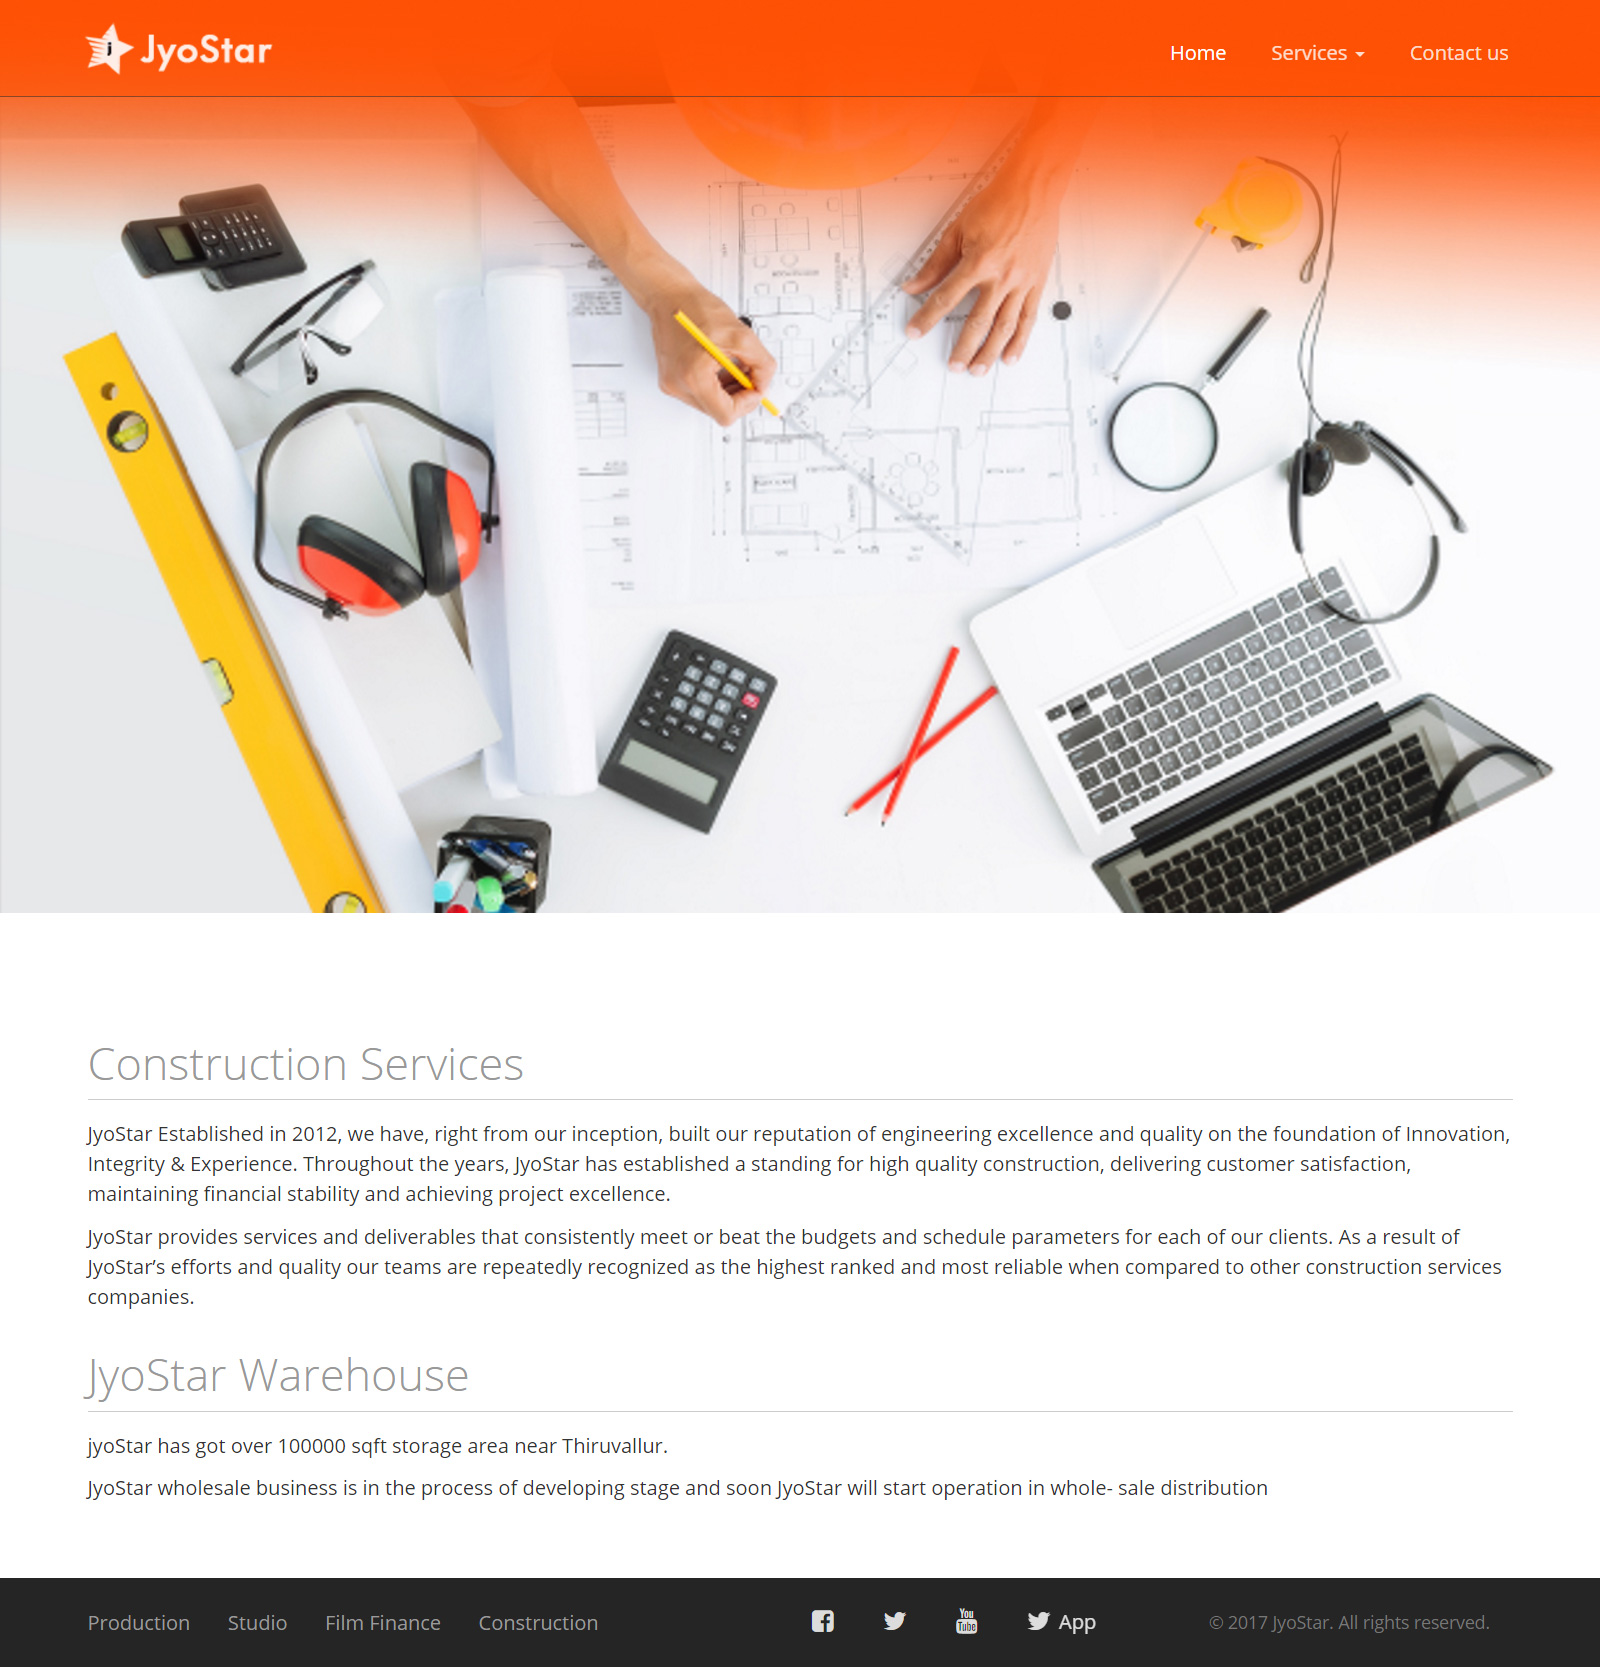 j JyoStar
Home Services Contact us
Construction Services
JyoStar Established in 2012, we have, right from our inception, built our reputation of engineering excellence and quality on the foundation of Innovation,
Integrity & Experience. Throughout the years, JyoStar has established a standing for high quality construction, delivering customer satisfaction,
maintaining financial stability and achieving project excellence.
JyoStar provides services and deliverables that consistently meet or beat the budgets and schedule parameters for each of our clients. As a result of
JyoStar’s efforts and quality our teams are repeatedly recognized as the highest ranked and most reliable when compared to other construction services
companies.
JyoStar Warehouse
jyoStar has got over 100000 sqft storage area near Thiruvallur.
JyoStar wholesale business is in the process of developing stage and soon JyoStar will start operation in whole- sale distribution
Production Studio Film Finance Construction
You
Tube
App
© 2017 JyoStar. All rights reserved.